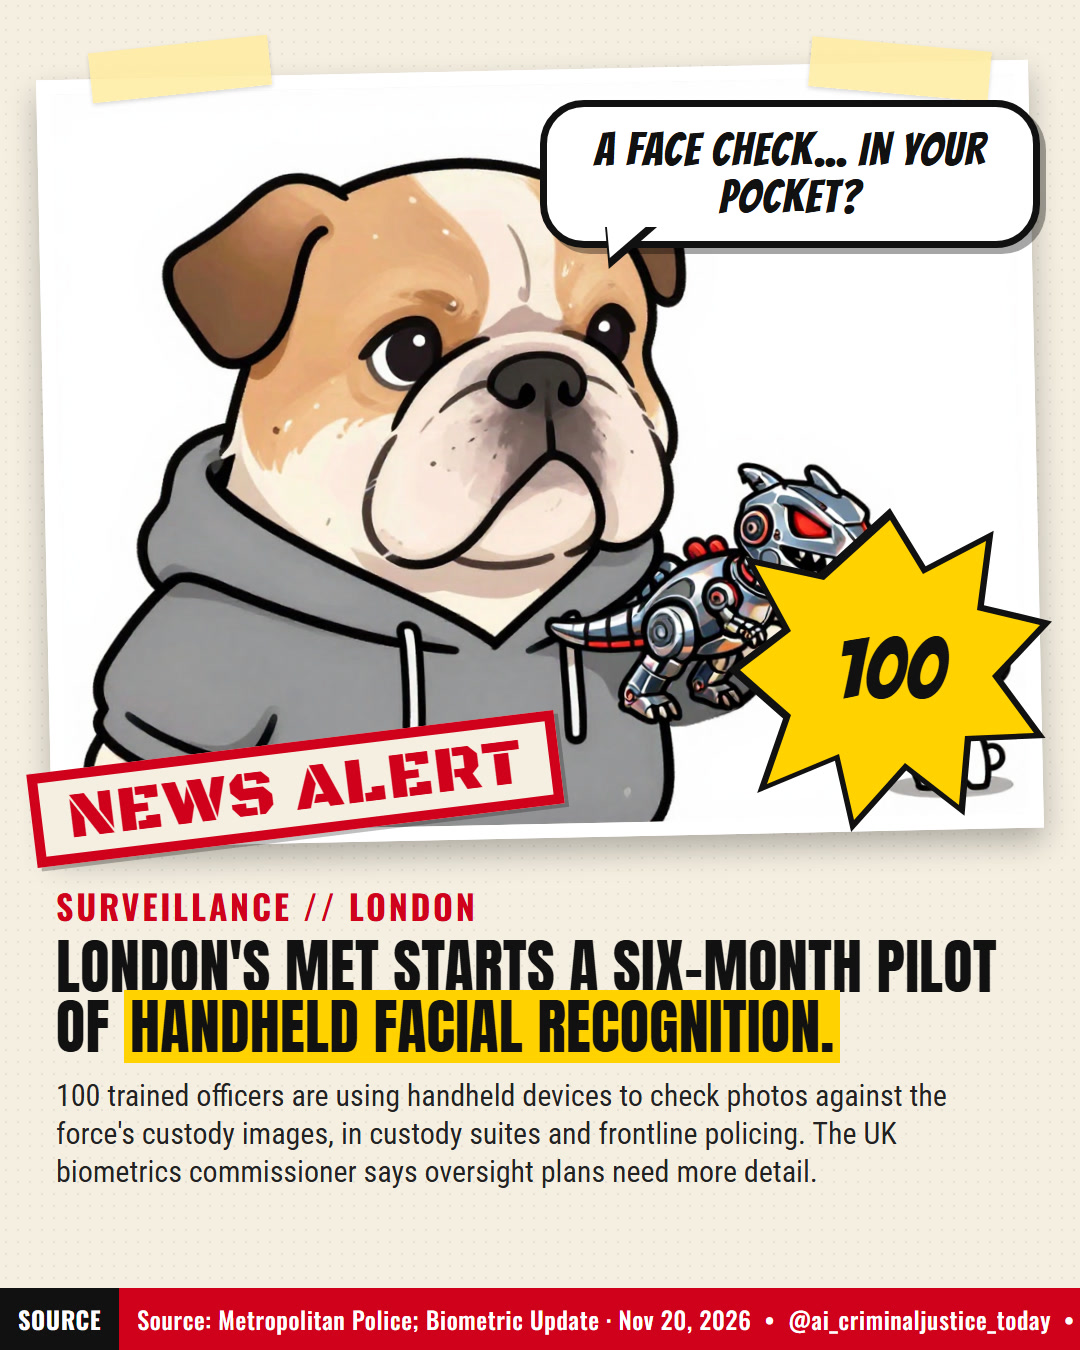 A FACE CHECK... IN YOUR
POCKET?
100
NEWS ALERT
SURVEILLANCE // LONDON
LONDON'S MET STARTS A SIX-MONTH PILOT
OF HANDHELD FACIAL RECOGNITION.
100 trained officers are using handheld devices to check photos against the
force's custody images, in custody suites and frontline policing. The UK
biometrics commissioner says oversight plans need more detail.
SOURCE Source: Metropolitan Police; Biometric Update · Nov 20, 2026 • @ai_criminaljustice_today •